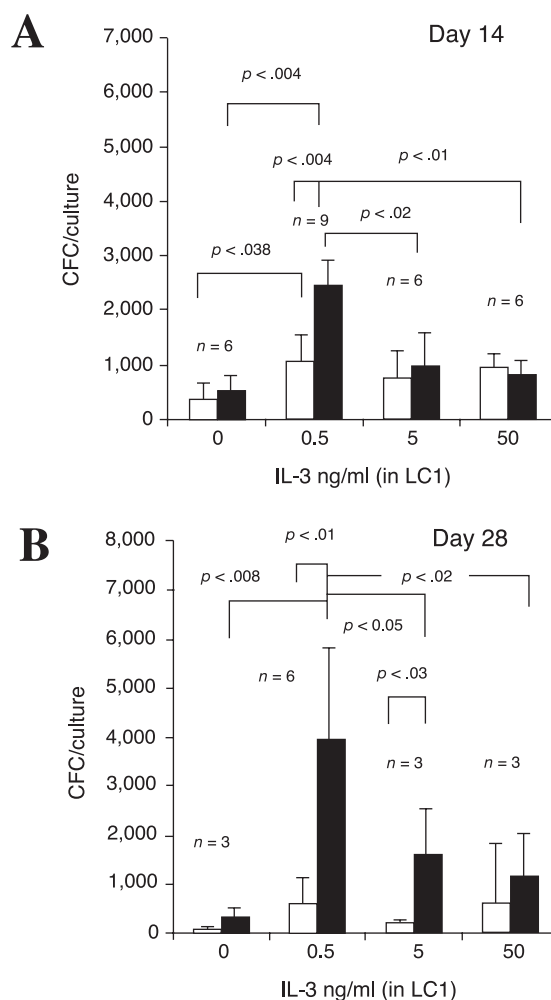 A
Day 14
7,000
6,000
5,000
4,000
3,000
2,000
1,000
0
CFC/culture
p < .004
p < .004
p < .01
n = 9
p < .02
p < .038
n = 6
n = 6
n = 6
0 0.5 5 50
IL-3 ng/ml (in LC1)
B
Day 28
8,000
7,000
6,000
5,000
4,000
3,000
2,000
1,000
0
CFC/culture
p < .01
p < .008
p < .02
p < 0.05
n = 6
p < .03
n = 3
n = 3
n = 3
0 0.5 5 50
IL-3 ng/ml (in LC1)